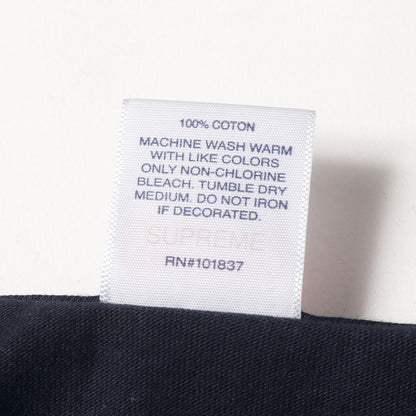 100% COTON
MACHINE WASH WARM
WITH LIKE COLORS
ONLY NON-CHLORINE
BLEACH. TUMBLE DRY
MEDIUM. DO NOT IRON
IF DECORATED.
SUPREME
RN#101837